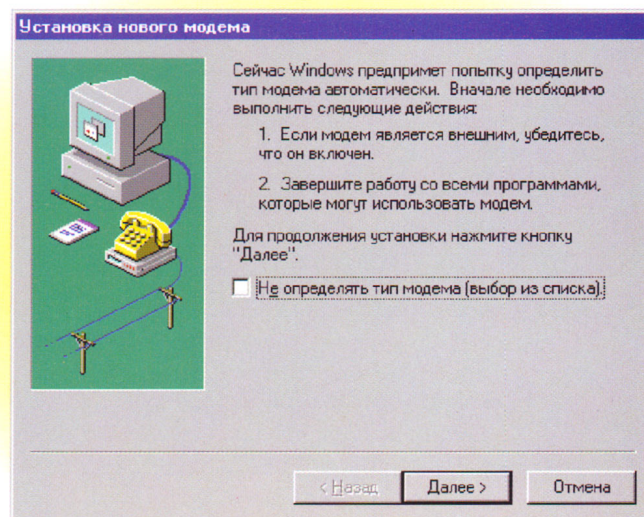 Установка нового модема
Сейчас Windows предпримет попытку определить
тип модема автоматически. Вначале необходимо
выполнить следующие действия:
1. Если модем является внешним, убедитесь,
что он включен.
2. Завершите работу со всеми программами,
которые могут использовать модем.
Для продолжения установки нажмите кнопку
"Далее".
Не определять тип модема (выбор из списка).
< Назад
Далее >
Отмена